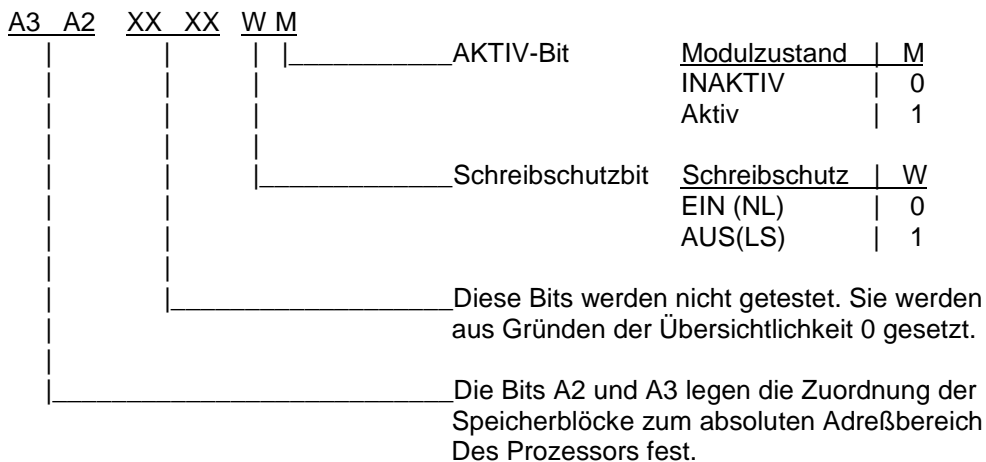 A3 A2 XX XX W M
AKTIV-Bit Modulzustand | M
INAKTIV | 0
Aktiv | 1
Schreibschutzbit Schreibschutz | W
EIN (NL) | 0
AUS(LS) | 1
Diese Bits werden nicht getestet. Sie werden
aus Gründen der Übersichtlichkeit 0 gesetzt.
Die Bits A2 und A3 legen die Zuordnung der
Speicherblöcke zum absoluten Adreßbereich
Des Prozessors fest.